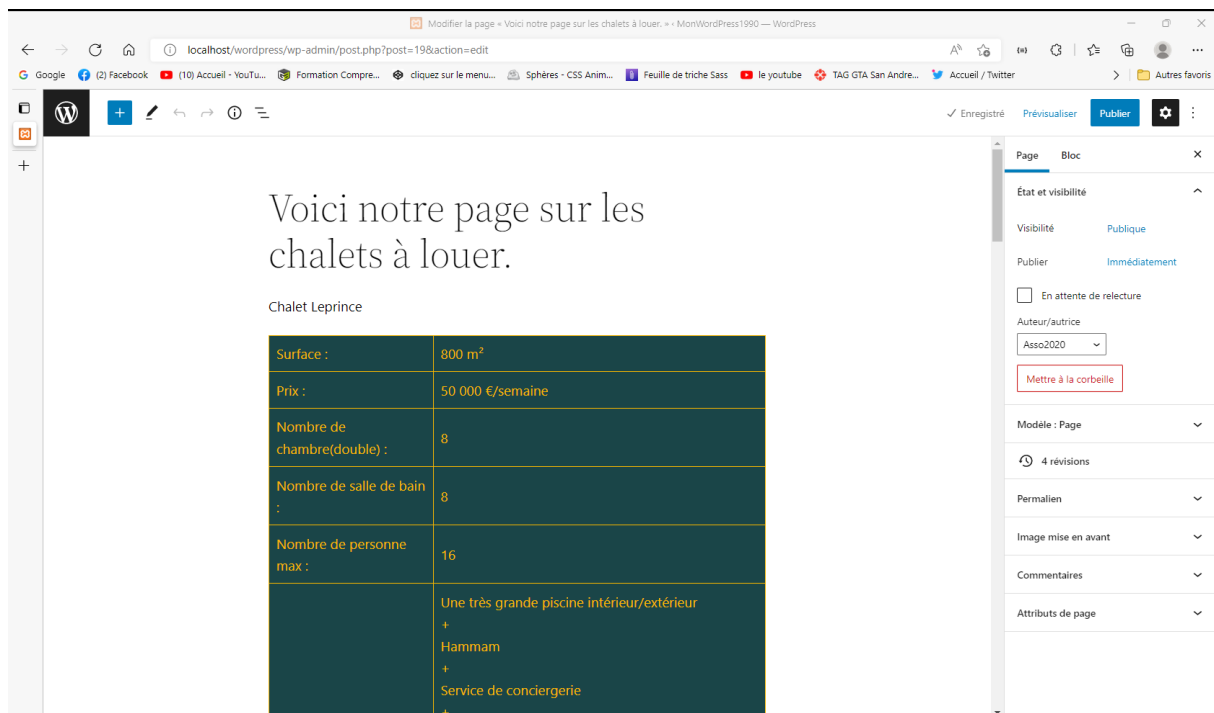 Modifier la page « Voici notre page sur les chalets à louer. » ‹ MonWordPress1990 — WordPress
localhost/wordpress/wp-admin/post.php?post=19&action=edit
Google (2) Facebook (10) Accueil - YouTu... Formation Compre... cliquez sur le menu... Sphères - CSS Anim... Feuille de triche Sass le youtube TAG GTA San Andre... Accueil / Twitter Autres favoris
Enregistré Prévisualiser Publier
Page Bloc
État et visibilité
Visibilité Publique
Publier Immédiatement
En attente de relecture
Auteur/autrice
Asso2020
Mettre à la corbeille
Modèle : Page
4 révisions
Permalien
Image mise en avant
Commentaires
Attributs de page
Voici notre page sur les
chalets à louer.
Chalet Leprince
Surface : 800 m²
Prix : 50 000 €/semaine
Nombre de
chambre(double) : 8
Nombre de salle de bain
: 8
Nombre de personne
max : 16
Une très grande piscine intérieur/extérieur
+
Hammam
+
Service de conciergerie
+